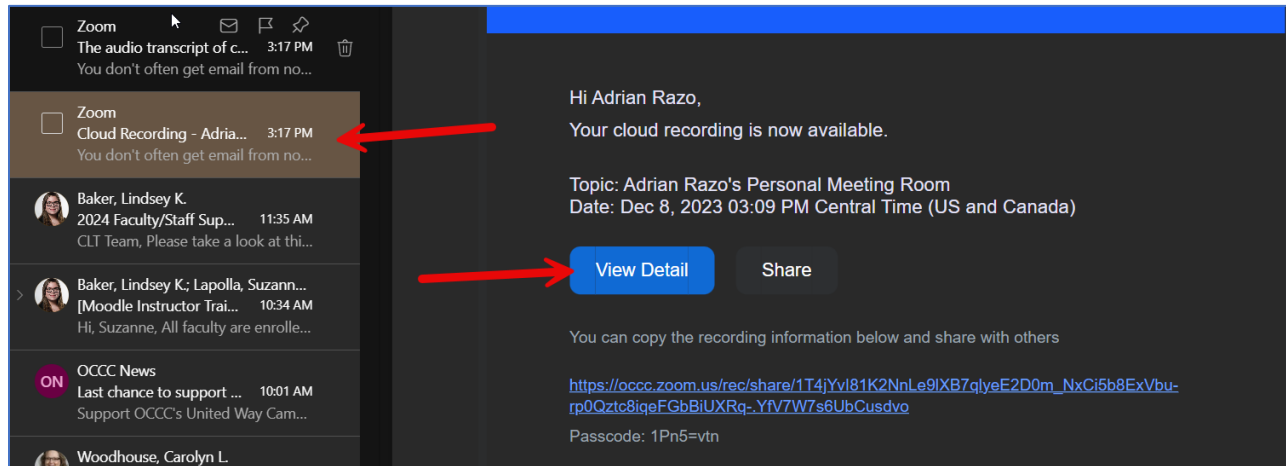 Zoom
The audio transcript of c... 3:17 PM
You don't often get email from no...
Zoom
Cloud Recording - Adria... 3:17 PM
You don't often get email from no...
Baker, Lindsey K.
2024 Faculty/Staff Sup... 11:35 AM
CLT Team, Please take a look at thi...
Baker, Lindsey K.; Lapolla, Suzann...
[Moodle Instructor Trai... 10:34 AM
Hi, Suzanne, All faculty are enrolle...
ON
OCCC News
Last chance to support ... 10:01 AM
Support OCCC's United Way Cam...
Woodhouse, Carolyn L.
Hi Adrian Razo,
Your cloud recording is now available.
Topic: Adrian Razo's Personal Meeting Room
Date: Dec 8, 2023 03:09 PM Central Time (US and Canada)
View Detail
Share
You can copy the recording information below and share with others
https://occc.zoom.us/rec/share/1T4jYvI81K2NnLe9lXB7qlyeE2D0m_NxCi5b8ExVbu-
rp0Qztc8iqeFGbBiUXRq-.YfV7W7s6UbCusdvo
Passcode: 1Pn5=vtn